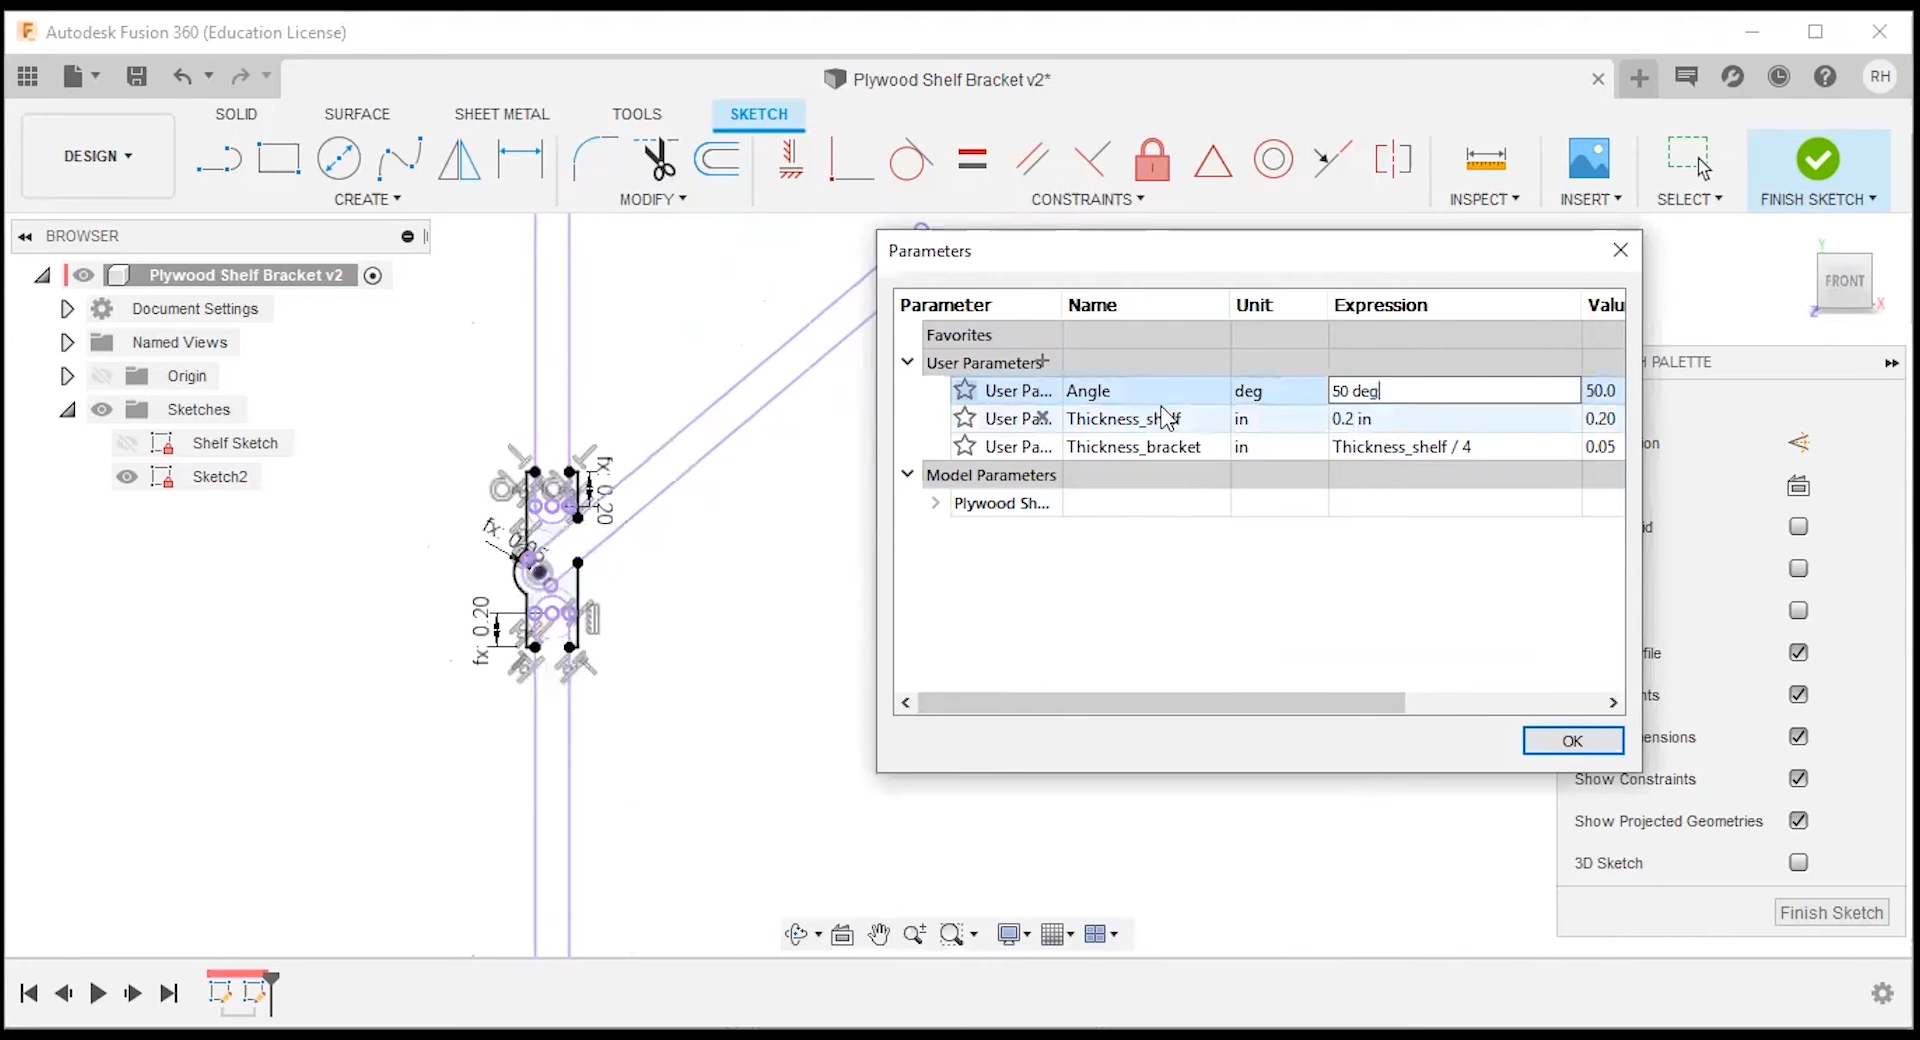 Autodesk Fusion 360 (Education License)
Plywood Shelf Bracket v2*
RH
SOLID
SURFACE
SHEET METAL
TOOLS
SKETCH
DESIGN
CREATE
MODIFY
CONSTRAINTS
INSPECT
INSERT
SELECT
FINISH SKETCH
BROWSER
Plywood Shelf Bracket v2
Document Settings
Named Views
Origin
Sketches
Shelf Sketch
Sketch2
fx: 0.20
fx: 0.20
Parameters
Parameter Name Unit Expression Valu
Favorites
User Parameters
User Pa... Angle deg 50 deg 50.0
User Pa... Thickness_shelf in 0.2 in 0.20
User Pa... Thickness_bracket in Thickness_shelf / 4 0.05
Model Parameters
Plywood Sh...
OK
Y
FRONT
X
Z
PALETTE
Show Constraints
Show Projected Geometries
3D Sketch
Finish Sketch